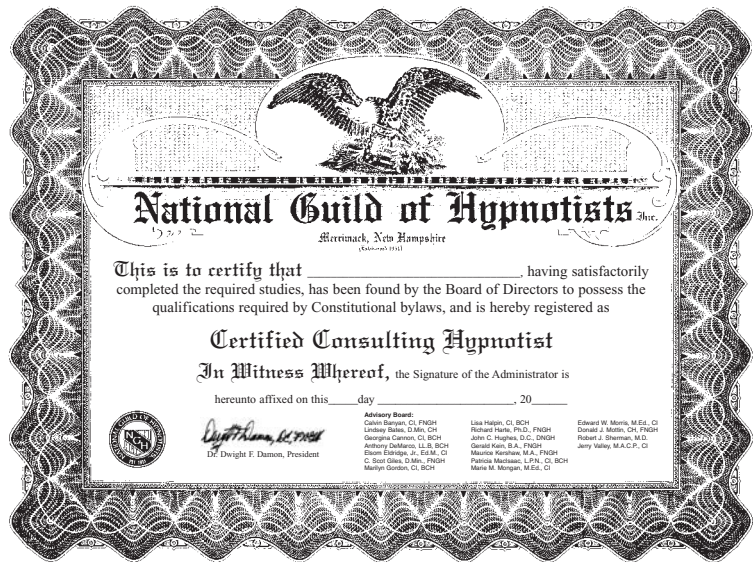 National Guild of Hypnotists Inc.
Merrimack, New Hampshire
This is to certify that ______________________, having satisfactorily
completed the required studies, has been found by the Board of Directors to possess the
qualifications required by Constitutional bylaws, and is hereby registered as
Certified Consulting Hypnotist
In Witness Whereof, the Signature of the Administrator is
hereunto affixed on this_____day ______________________, 20______
NGH
Dr. Dwight F. Damon, President
Advisory Board:
Calvin Banyan, CI, FNGH
Lindsey Bates, D.Min, CH
Georgina Cannon, CI, BCH
Anthony DeMarco, LL.B, BCH
Elsom Eldridge, Jr., Ed.M., CI
C. Scot Giles, D.Min., FNGH
Marilyn Gordon, CI, BCH
Lisa Halpin, CI, BCH
Richard Harte, Ph.D., FNGH
John C. Hughes, D.C., DNGH
Gerald Kein, B.A., FNGH
Maurice Kershaw, M.A., FNGH
Patricia MacIsaac, L.P.N., CI, BCH
Marie M. Mongan, M.Ed., CI
Edward W. Morris, M.Ed., CI
Donald J. Mottin, CH, FNGH
Robert J. Sherman, M.D.
Jerry Valley, M.A.C.P., CI